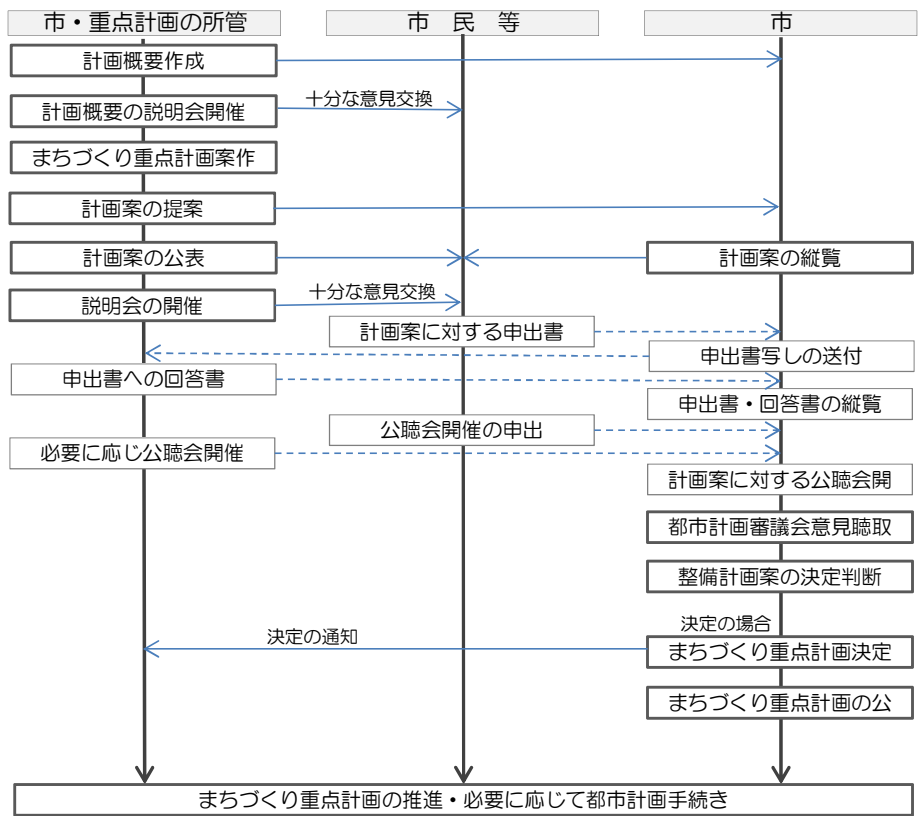 市・重点計画の所管
市　民　等
市
計画概要作成
計画概要の説明会開催
十分な意見交換
まちづくり重点計画案作
計画案の提案
計画案の公表
計画案の縦覧
説明会の開催
十分な意見交換
計画案に対する申出書
申出書写しの送付
申出書への回答書
申出書・回答書の縦覧
公聴会開催の申出
必要に応じ公聴会開催
計画案に対する公聴会開
都市計画審議会意見聴取
整備計画案の決定判断
決定の場合
決定の通知
まちづくり重点計画決定
まちづくり重点計画の公
まちづくり重点計画の推進・必要に応じて都市計画手続き